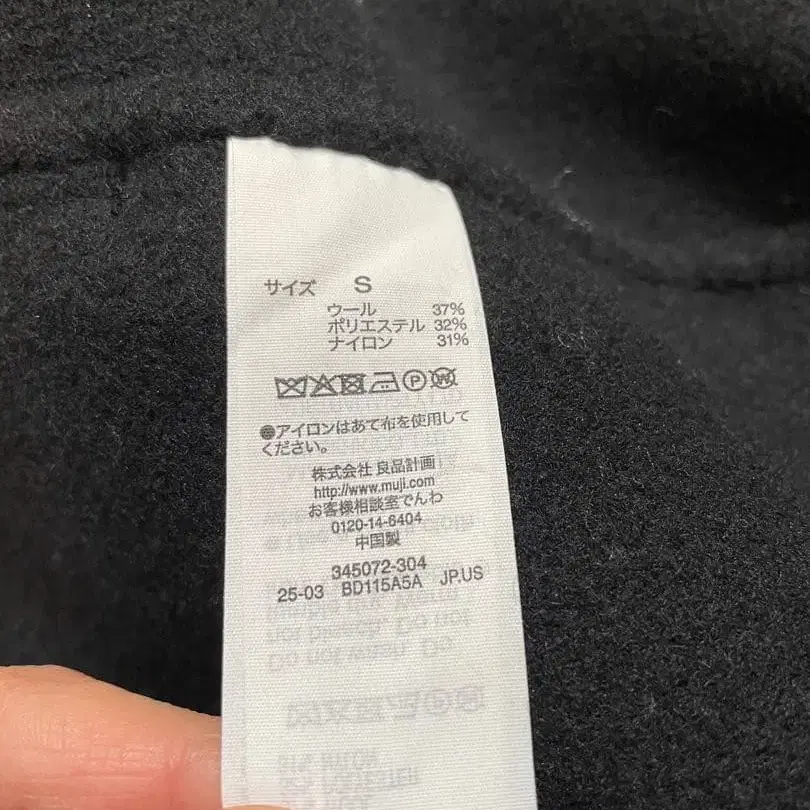 サイズ S
ウール 37%
ポリエステル 32%
ナイロン 31%
P W
●アイロンはあて布を使用して
ください。
株式会社 良品計画
http://www.muji.com
お客様相談室でんわ
0120-14-6404
中国製
345072-304
25-03 BD115A5A JP.US